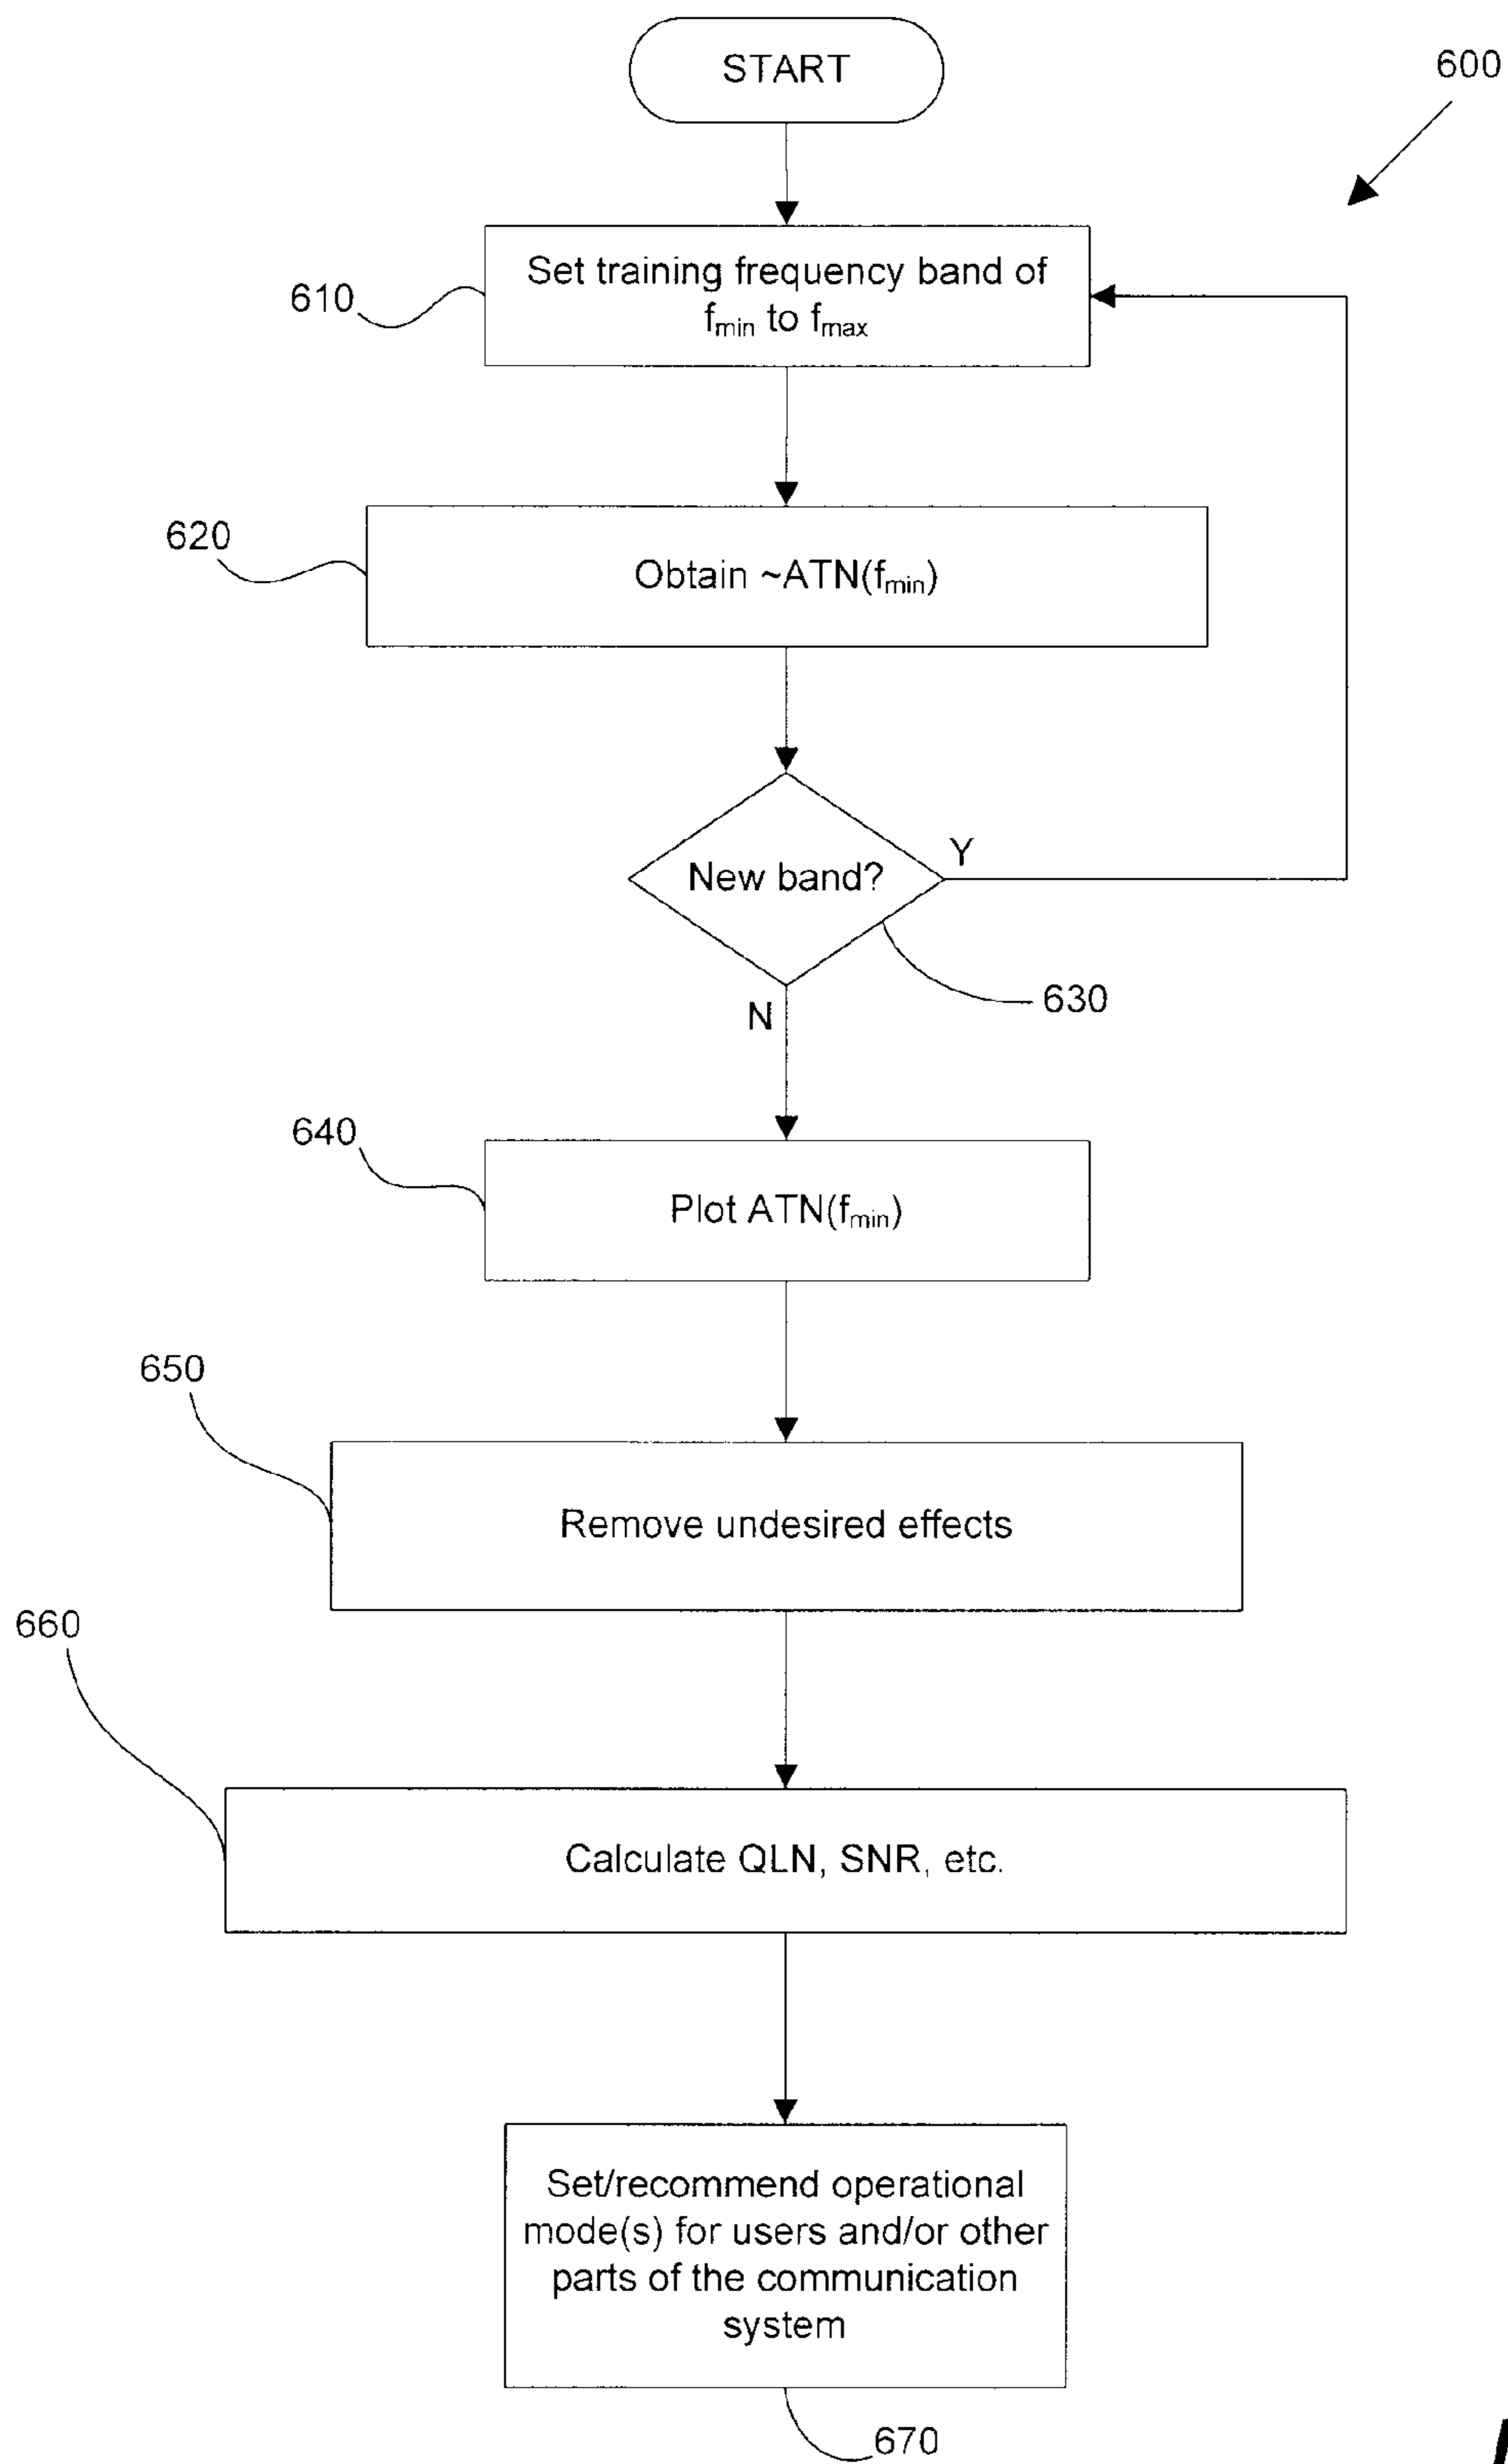 START
600
Set training frequency band of
610
fmin to fmax
620
Obtain ~ATN(fmin)
Y
New band?
630
N
640
Plot ATN(fmin)
650
Remove undesired effects
660
Calculate QLN, SNR, etc.
Set/recommend operational
mode(s) for users and/or other
parts of the communication
system
670